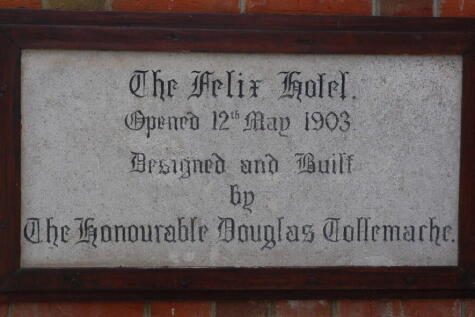 The Felix Hotel.
Opened 12th May 1903.
Designed and Built
by
The Honourable Douglas Tollemache.